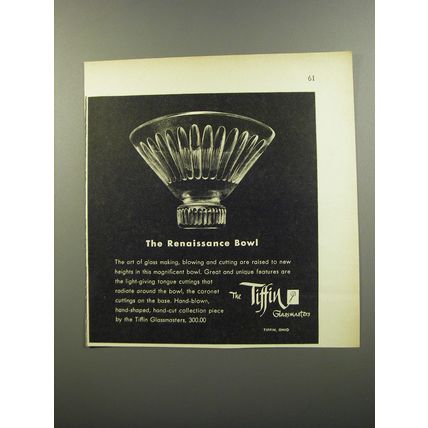 61
The Renaissance Bowl
The art of glass making, blowing and cutting are raised to new
heights in this magnificent bowl. Great and unique features are
the light-giving tongue cuttings that
radiate around the bowl, the coronet
cuttings on the base. Hand-blown,
hand-shaped, hand-cut collection piece
by the Tiffin Glassmasters, 300.00
The Tiffin
Glassmasters
TIFFIN, OHIO